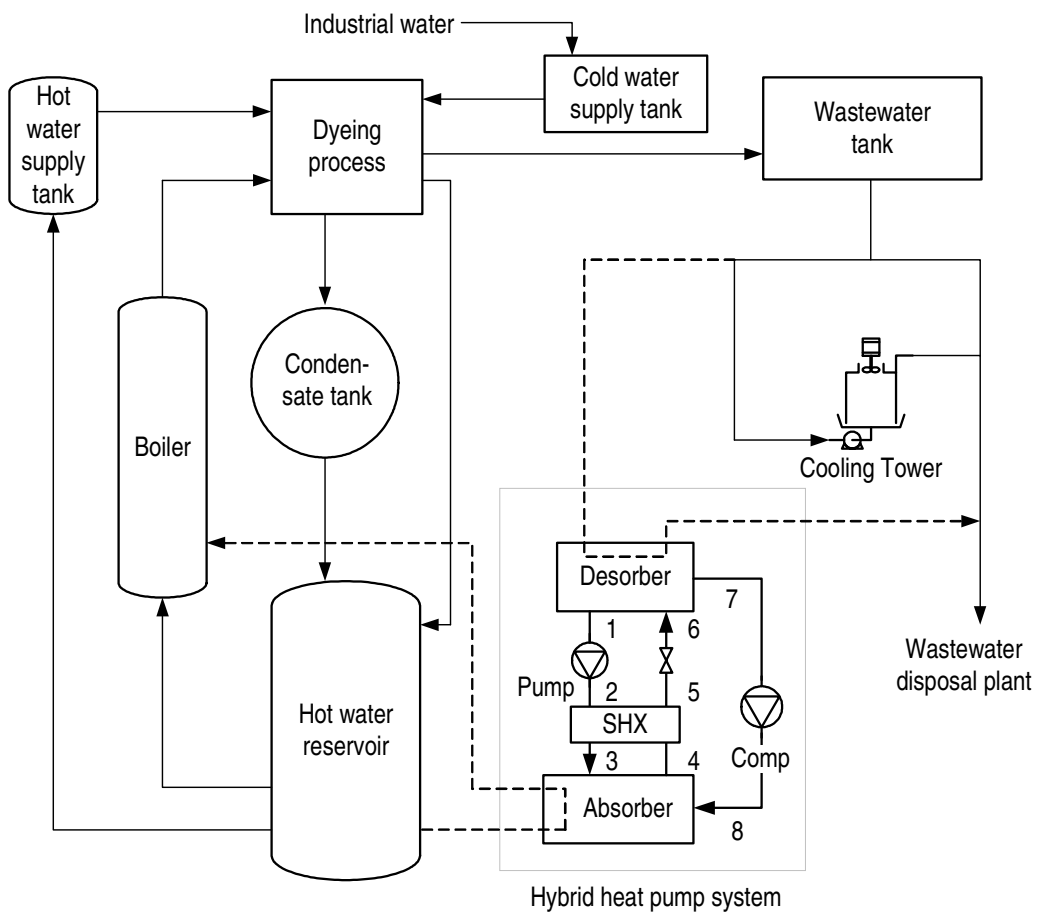 Industrial water
Hot
water
supply
tank
Dyeing
process
Cold water
supply tank
Wastewater
tank
Conden-
sate tank
Boiler
Cooling Tower
Desorber
7
1
6
Pump
2
5
SHX
Comp
3
4
Absorber
8
Hot water
reservoir
Wastewater
disposal plant
Hybrid heat pump system